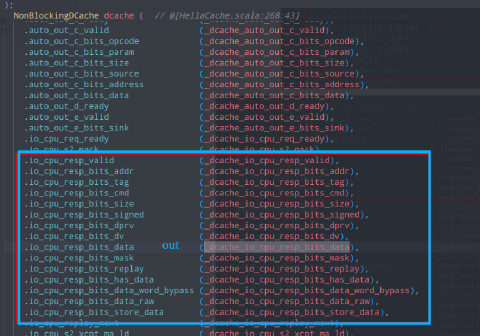 );
NonBlockingDCache dcache (  // @[HellaCache.scala:268:43]
.auto_out_c_valid (_dcache_auto_out_c_valid),
.auto_out_c_bits_opcode (_dcache_auto_out_c_bits_opcode),
.auto_out_c_bits_param (_dcache_auto_out_c_bits_param),
.auto_out_c_bits_size (_dcache_auto_out_c_bits_size),
.auto_out_c_bits_source (_dcache_auto_out_c_bits_source),
.auto_out_c_bits_address (_dcache_auto_out_c_bits_address),
.auto_out_c_bits_data (_dcache_auto_out_c_bits_data),
.auto_out_d_ready (_dcache_auto_out_d_ready),
.auto_out_e_valid (_dcache_auto_out_e_valid),
.auto_out_e_bits_sink (_dcache_auto_out_e_bits_sink),
.io_cpu_req_ready (_dcache_io_cpu_req_ready),
.io_cpu_s2_nack (_dcache_io_cpu_s2_nack),
.io_cpu_resp_valid (_dcache_io_cpu_resp_valid),
.io_cpu_resp_bits_addr (_dcache_io_cpu_resp_bits_addr),
.io_cpu_resp_bits_tag (_dcache_io_cpu_resp_bits_tag),
.io_cpu_resp_bits_cmd (_dcache_io_cpu_resp_bits_cmd),
.io_cpu_resp_bits_size (_dcache_io_cpu_resp_bits_size),
.io_cpu_resp_bits_signed (_dcache_io_cpu_resp_bits_signed),
.io_cpu_resp_bits_dprv (_dcache_io_cpu_resp_bits_dprv),
.io_cpu_resp_bits_dv (_dcache_io_cpu_resp_bits_dv),
.io_cpu_resp_bits_data out (_dcache_io_cpu_resp_bits_data),
.io_cpu_resp_bits_mask (_dcache_io_cpu_resp_bits_mask),
.io_cpu_resp_bits_replay (_dcache_io_cpu_resp_bits_replay),
.io_cpu_resp_bits_has_data (_dcache_io_cpu_resp_bits_has_data),
.io_cpu_resp_bits_data_word_bypass (_dcache_io_cpu_resp_bits_data_word_bypass),
.io_cpu_resp_bits_data_raw (_dcache_io_cpu_resp_bits_data_raw),
.io_cpu_resp_bits_store_data (_dcache_io_cpu_resp_bits_store_data),
.io_cpu_s2_xcpt_ma_ld (_dcache_io_cpu_s2_xcpt_ma_ld),